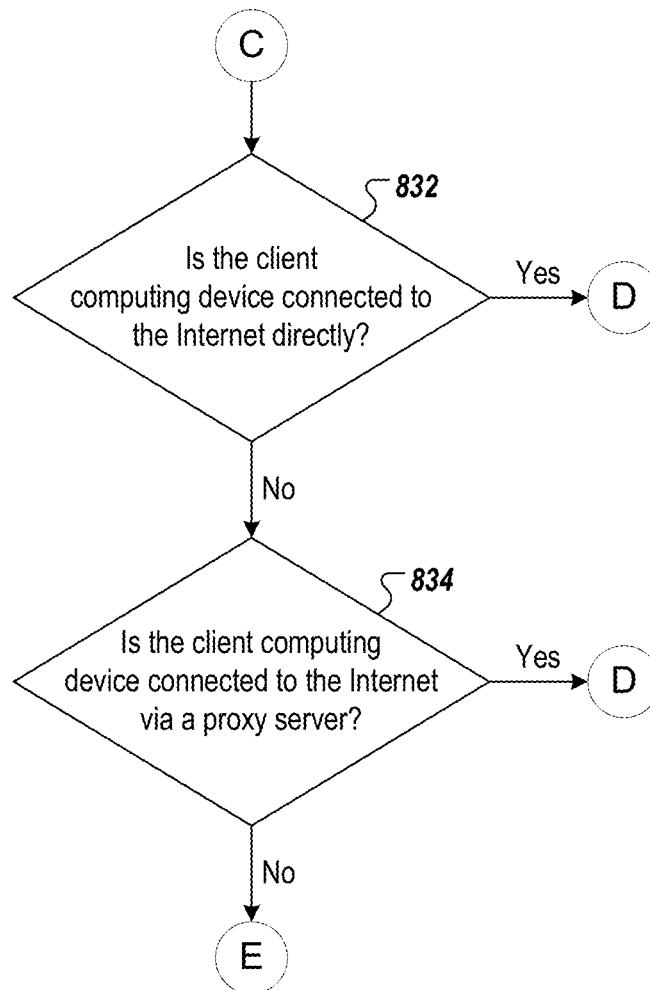 C
832
Is the client
computing device connected to
the Internet directly?
Yes
D
No
834
Is the client computing
device connected to the Internet
via a proxy server?
Yes
D
No
E